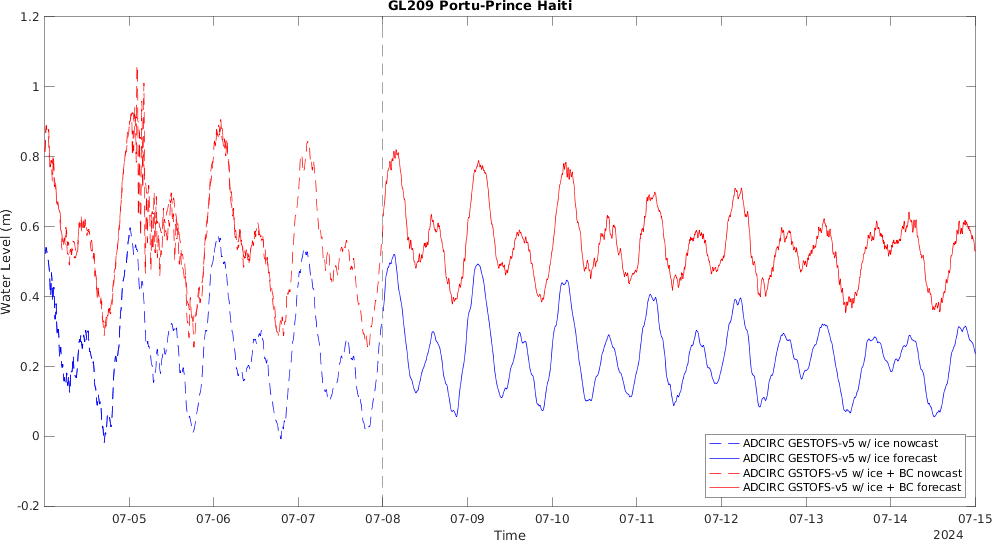 GL209 Portu-Prince Haiti
1.2
1
0.8
0.6
0.4
0.2
0
-0.2
Water Level (m)
ADCIRC GESTOFS-v5 w/ ice nowcast
ADCIRC GESTOFS-v5 w/ ice forecast
ADCIRC GSTOFS-v5 w/ ice + BC nowcast
ADCIRC GSTOFS-v5 w/ ice + BC forecast
07-05 07-06 07-07 07-08 07-09 07-10 07-11 07-12 07-13 07-14 07-15
Time
2024